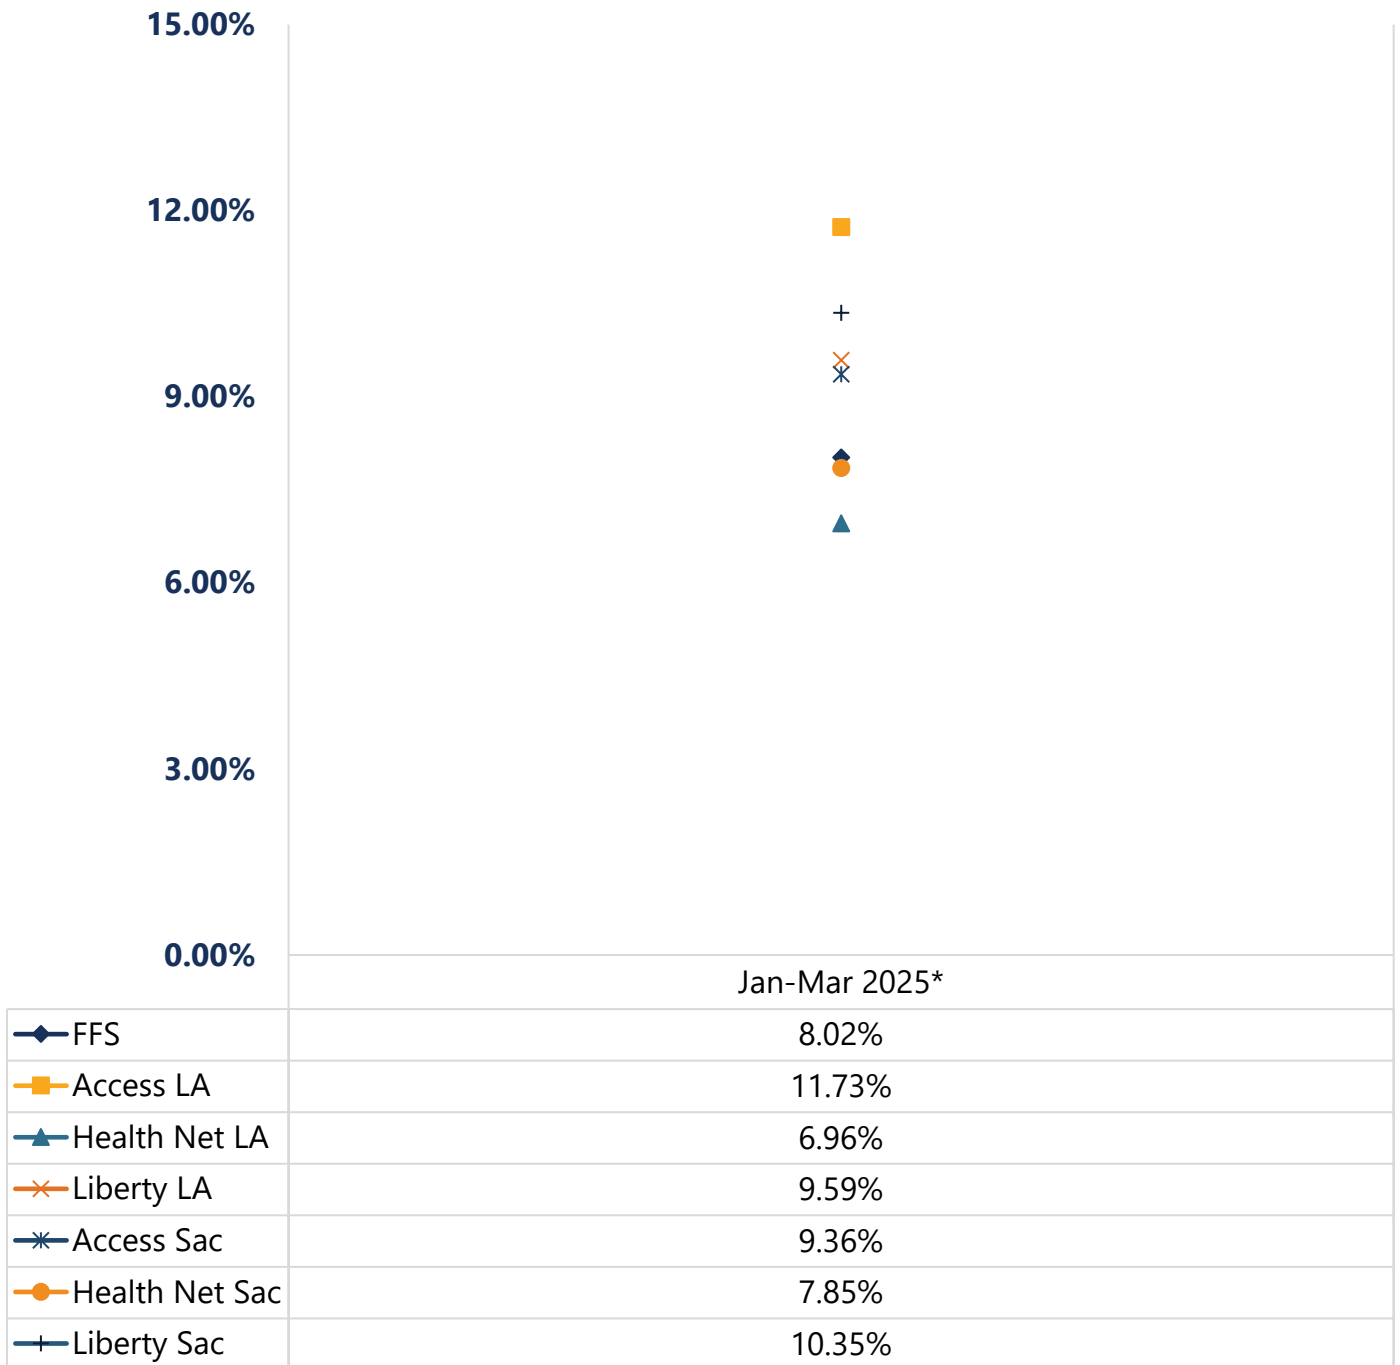 15.00%
12.00%
9.00%
6.00%
3.00%
0.00%
Jan-Mar 2025*
FFS 8.02%
Access LA 11.73%
Health Net LA 6.96%
Liberty LA 9.59%
Access Sac 9.36%
Health Net Sac 7.85%
Liberty Sac 10.35%